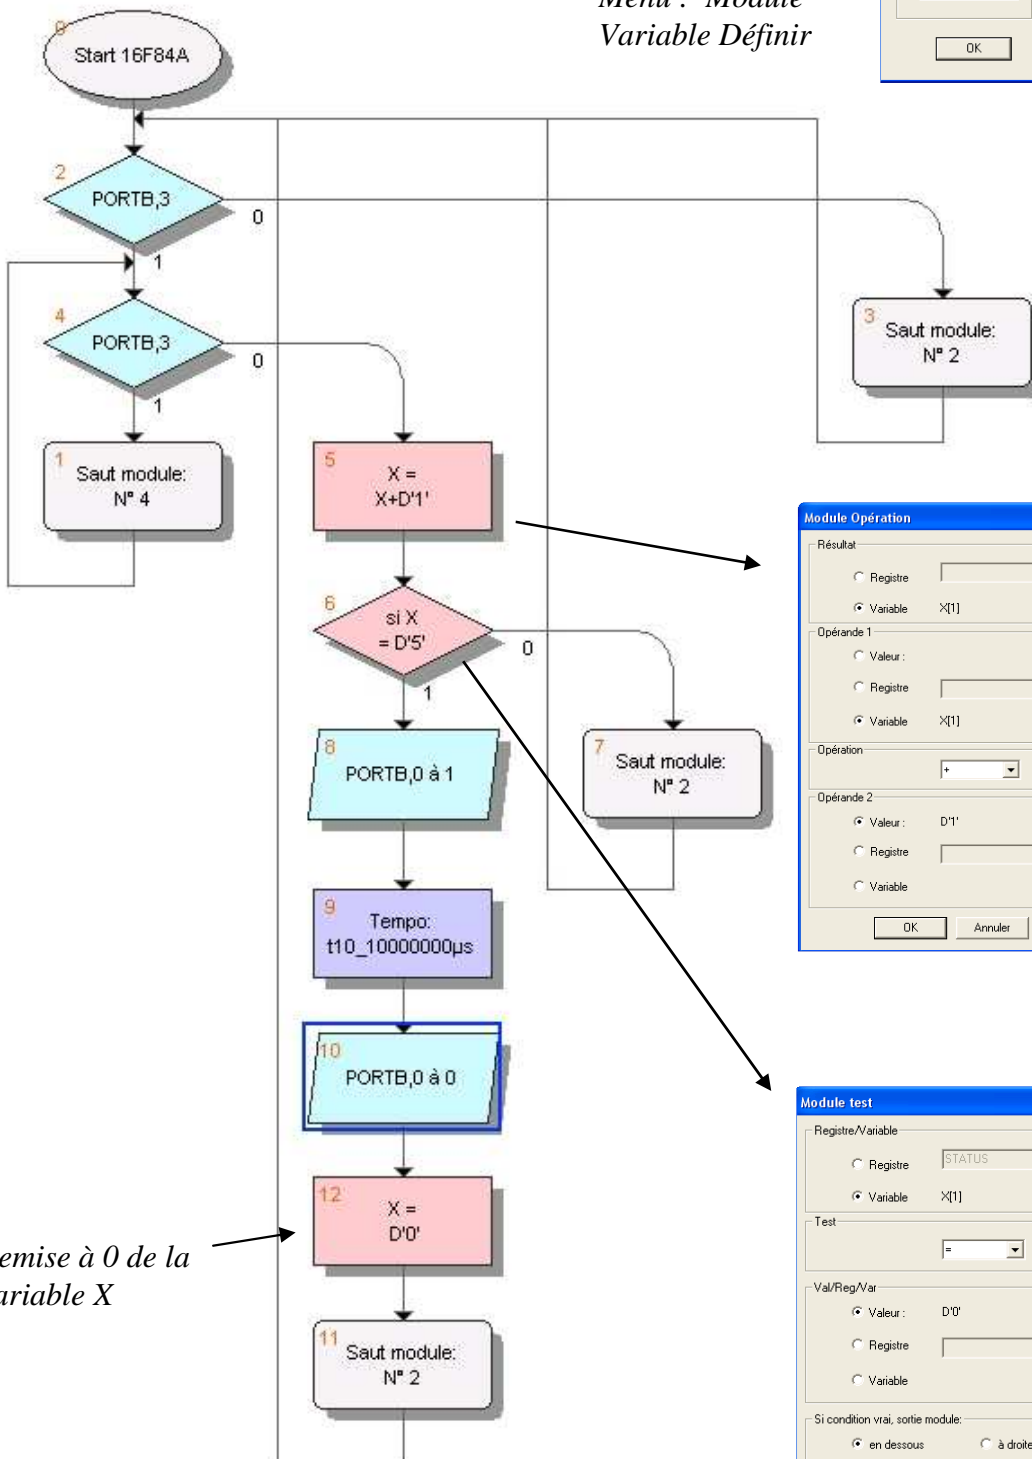 Menu : Module
Variable Définir
OK
0
Start 16F84A
2
PORTB,3
0
1
3
Saut module:
N° 2
4
PORTB,3
0
1
1
Saut module:
N° 4
5
X =
X+D'1'
6
si X
= D'5'
0
1
7
Saut module:
N° 2
8
PORTB,0 à 1
9
Tempo:
t10_10000000µs
10
PORTB,0 à 0
12
X =
D'0'
emise à 0 de la
ariable X
11
Saut module:
N° 2
Module Opération
Résultat
Registre
Variable X[1]
Opérande 1
Valeur :
Registre
Variable X[1]
Opération
+
Opérande 2
Valeur : D'1'
Registre
Variable
OK Annuler
Module test
Registre/Variable
Registre STATUS
Variable X[1]
Test
=
Val/Reg/Var
Valeur : D'0'
Registre
Variable
Si condition vrai, sortie module:
en dessous à droite